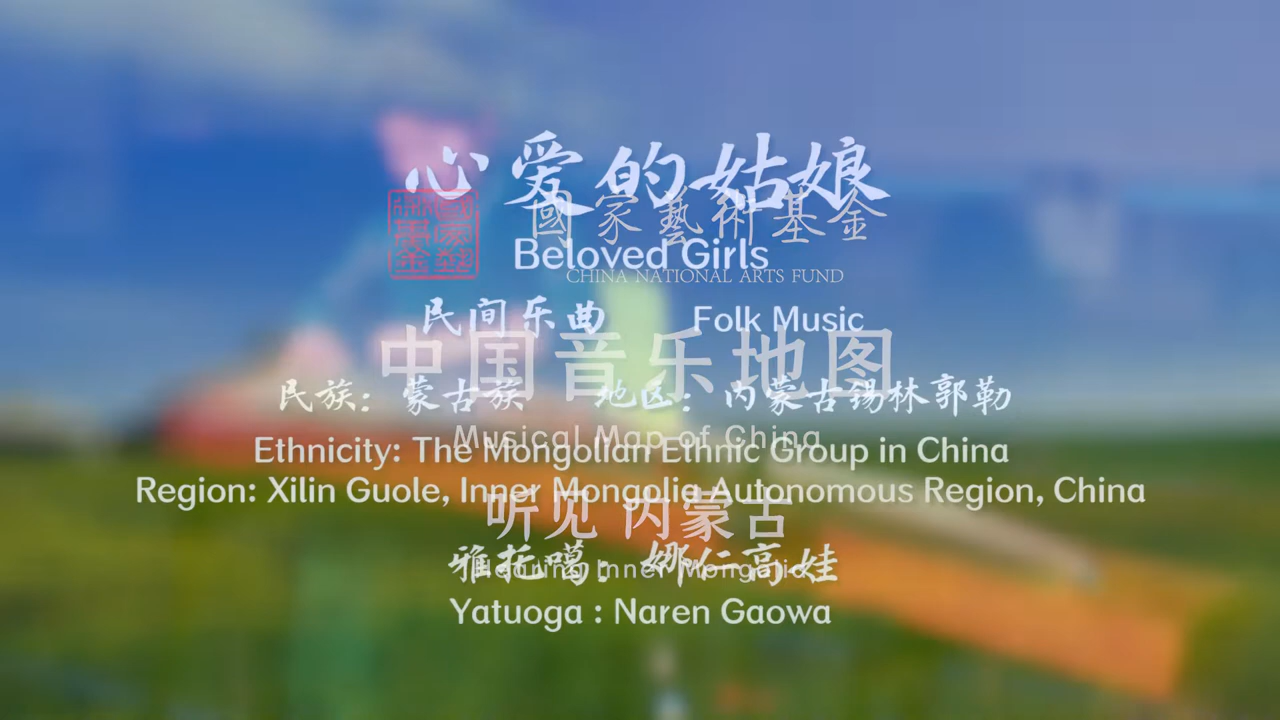 心爱的姑娘
國家藝術基金
Beloved Girls
CHINA NATIONAL ARTS FUND
民间乐曲 Folk Music
中国音乐地图
民族：蒙古族 地区：内蒙古锡林郭勒
Musical Map of China
Ethnicity: The Mongolian Ethnic Group in China
Region: Xilin Guole, Inner Mongolia Autonomous Region, China
听见 内蒙古
雅托噶：娜仁高娃
Inner Mongolia
Yatuoga : Naren Gaowa